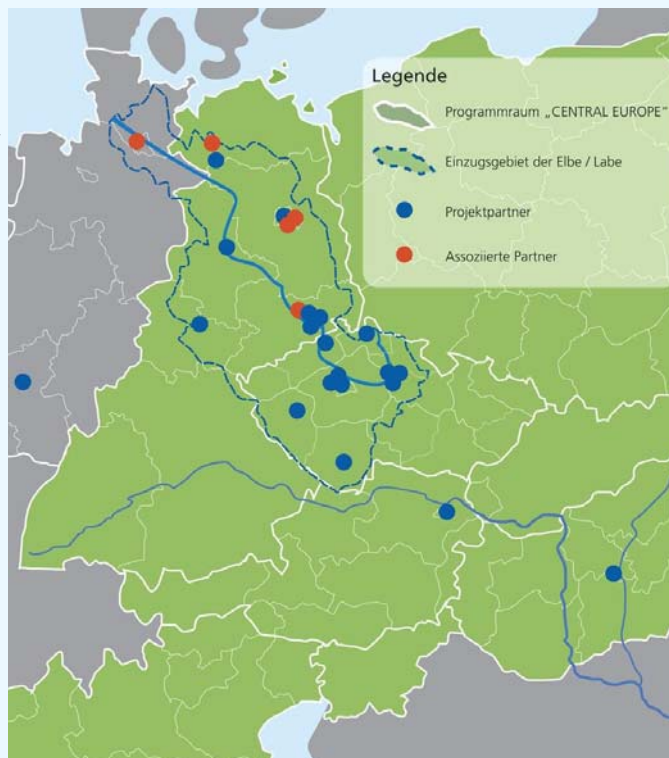 Legende
Programmraum „CENTRAL EUROPE“
Einzugsgebiet der Elbe / Labe
Projektpartner
Assoziierte Partner